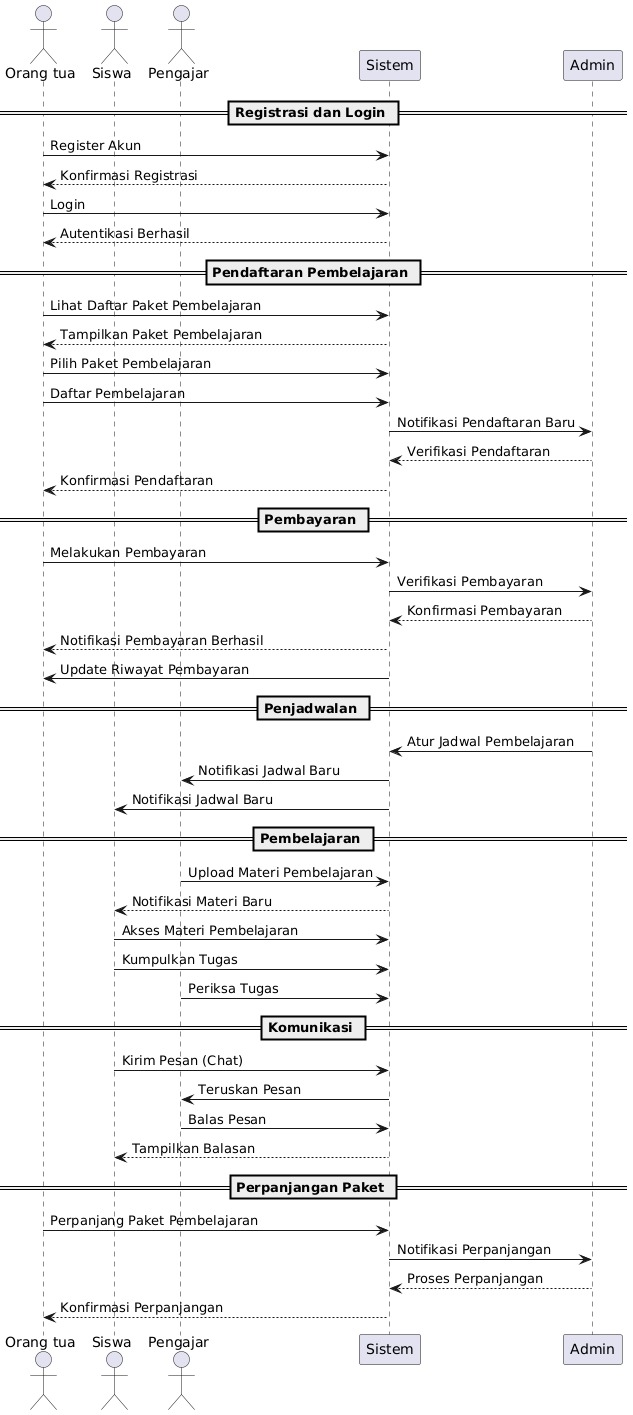 Orang tua
Siswa
Pengajar
Sistem
Admin
Registrasi dan Login
Register Akun
Konfirmasi Registrasi
Login
Autentikasi Berhasil
Pendaftaran Pembelajaran
Lihat Daftar Paket Pembelajaran
Tampilkan Paket Pembelajaran
Pilih Paket Pembelajaran
Daftar Pembelajaran
Notifikasi Pendaftaran Baru
Verifikasi Pendaftaran
Konfirmasi Pendaftaran
Pembayaran
Melakukan Pembayaran
Verifikasi Pembayaran
Konfirmasi Pembayaran
Notifikasi Pembayaran Berhasil
Update Riwayat Pembayaran
Penjadwalan
Atur Jadwal Pembelajaran
Notifikasi Jadwal Baru
Notifikasi Jadwal Baru
Pembelajaran
Upload Materi Pembelajaran
Notifikasi Materi Baru
Akses Materi Pembelajaran
Kumpulkan Tugas
Periksa Tugas
Komunikasi
Kirim Pesan (Chat)
Teruskan Pesan
Balas Pesan
Tampilkan Balasan
Perpanjangan Paket
Perpanjang Paket Pembelajaran
Notifikasi Perpanjangan
Proses Perpanjangan
Konfirmasi Perpanjangan
Orang tua
Siswa
Pengajar
Sistem
Admin